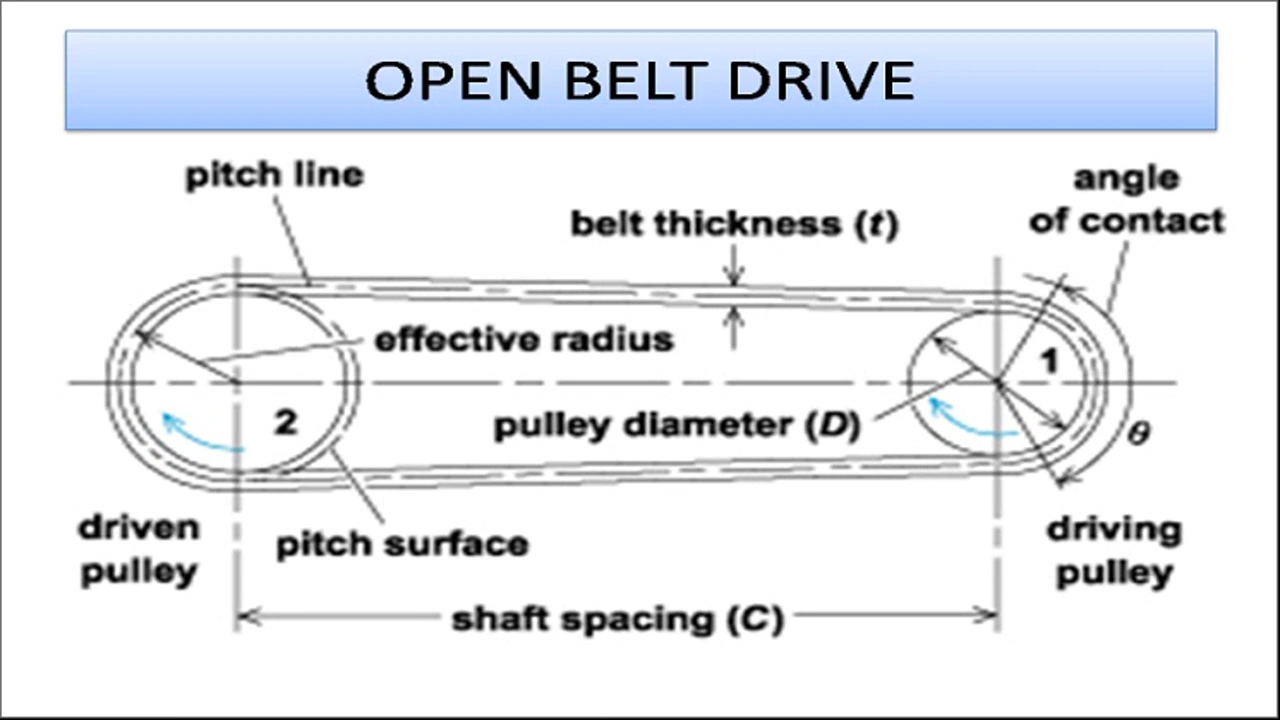 OPEN BELT DRIVE
pitch line
angle
of contact
belt thickness (t)
effective radius
1
2
pulley diameter (D)
θ
driven
pulley
pitch surface
driving
pulley
shaft spacing (C)